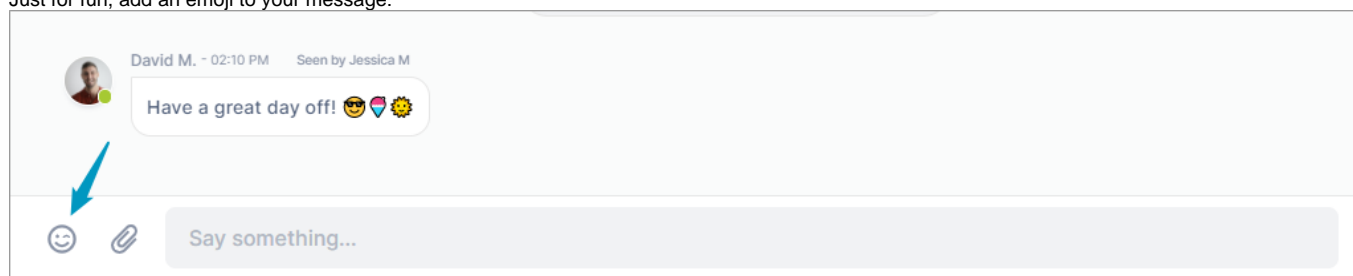 Just for fun, add an emoji to your message.
David M. - 02:10 PM Seen by Jessica M
Have a great day off! 😎🍧🌞
Say something...